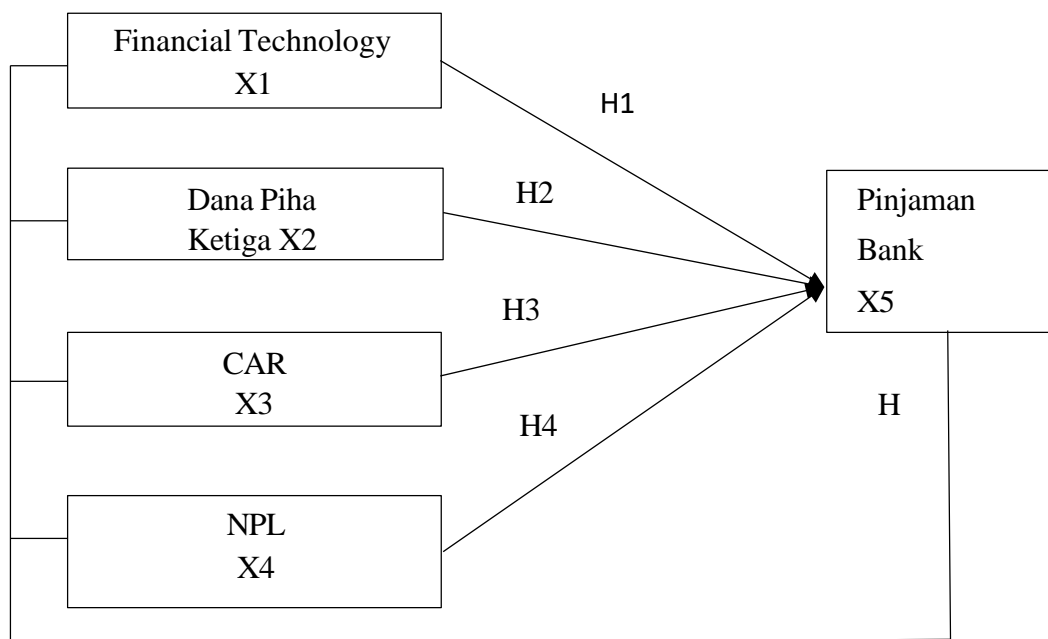 Financial Technology
X1
H1
Dana Piha
Ketiga X2
H2
Pinjaman
Bank
X5
H3
CAR
X3
H
H4
NPL
X4